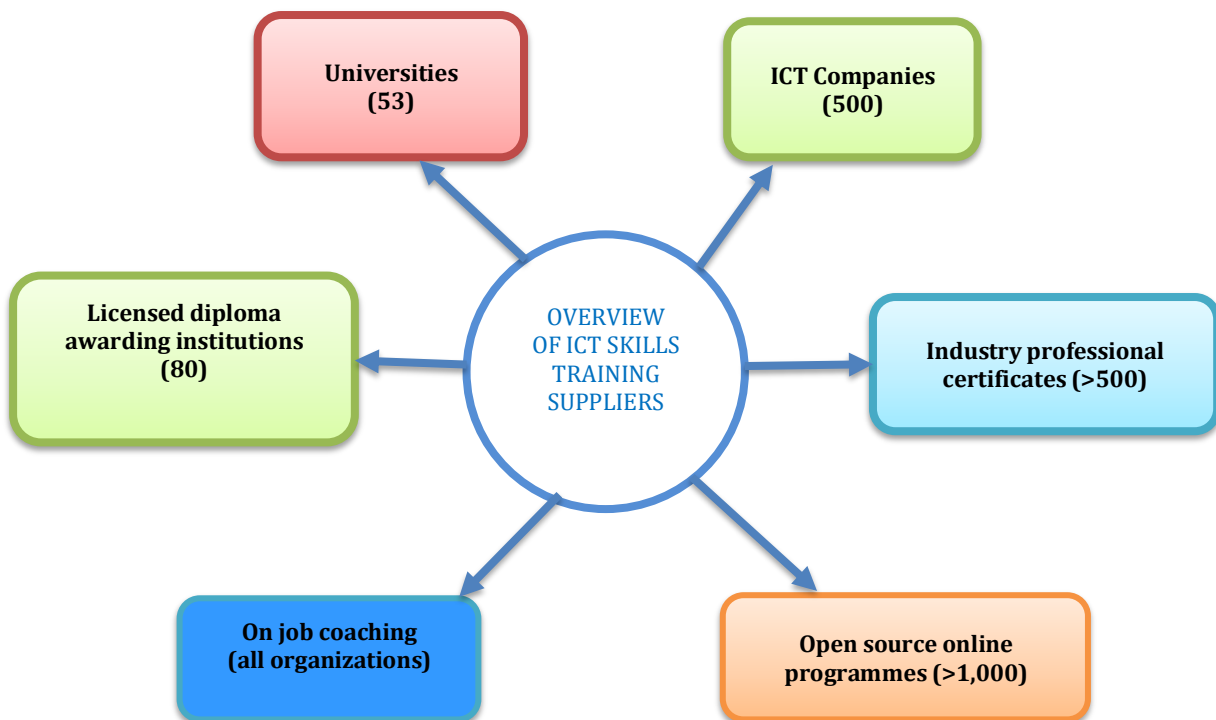 Universities
(53)
ICT Companies
(500)
Licensed diploma
awarding institutions
(80)
OVERVIEW
OF ICT SKILLS
TRAINING
SUPPLIERS
Industry professional
certificates (>500)
On job coaching
(all organizations)
Open source online
programmes (>1,000)